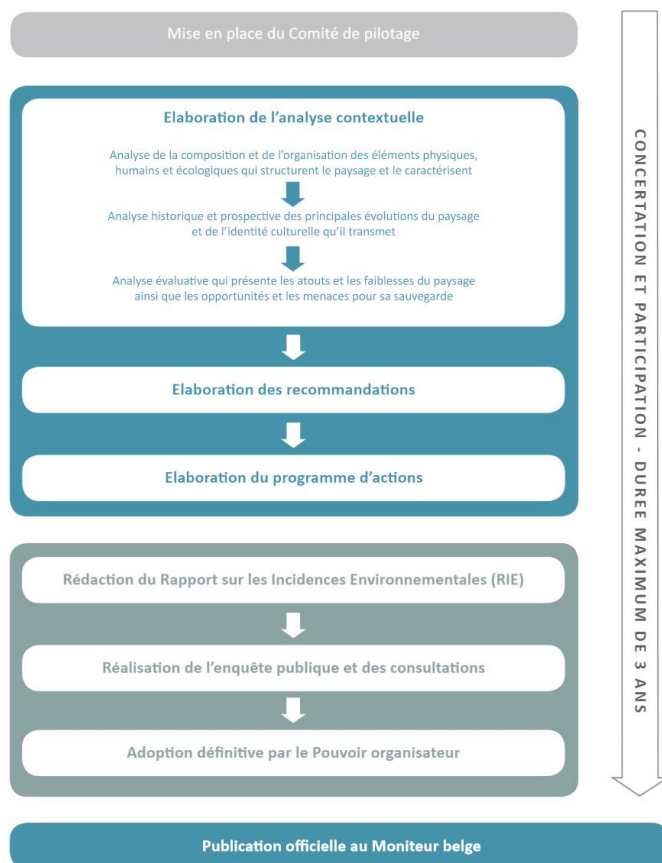 Mise en place du Comité de pilotage
Elaboration de l'analyse contextuelle
Analyse de la composition et de l'organisation des éléments physiques,
humains et écologiques qui structurent le paysage et le caractérisent
Analyse historique et prospective des principales évolutions du paysage
et de l'identité culturelle qu'il transmet
Analyse évaluative qui présente les atouts et les faiblesses du paysage
ainsi que les opportunités et les menaces pour sa sauvegarde
Elaboration des recommandations
Elaboration du programme d'actions
Rédaction du Rapport sur les Incidences Environnementales (RIE)
Réalisation de l'enquête publique et des consultations
Adoption définitive par le Pouvoir organisateur
Publication officielle au Moniteur belge
CONCERTATION ET PARTICIPATION - DUREE MAXIMUM DE 3 ANS